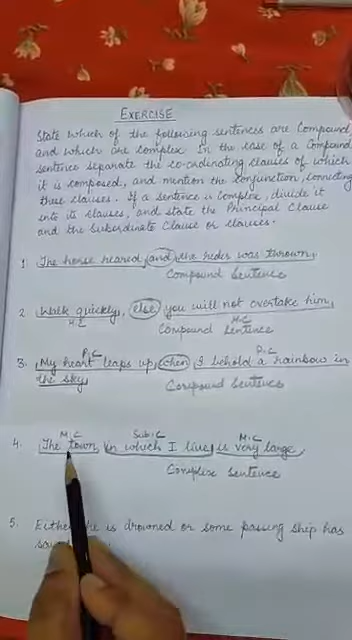 EXERCISE
State which of the following sentences are Compound
and which are complex. In the case of a Compound
sentence separate the co-ordinating clauses of which
it is composed, and mention the conjunction, connecting
these clauses. If a sentence is Complex, divide it
into its clauses, and state the Principal Clause
and the Subordinate Clause or clauses.
1. The horse reared and the rider was thrown.
Compound Sentence
2. Walk quickly, else you will not overtake him.
M.C M.C
Compound Sentence
P.C P.C
3. My heart leaps up when I behold a rainbow in
the sky.
Compound Sentence
M.C Sub.C M.C
4. The town in which I live is very large.
Complex Sentence
5. Either he is drowned or some passing ship has